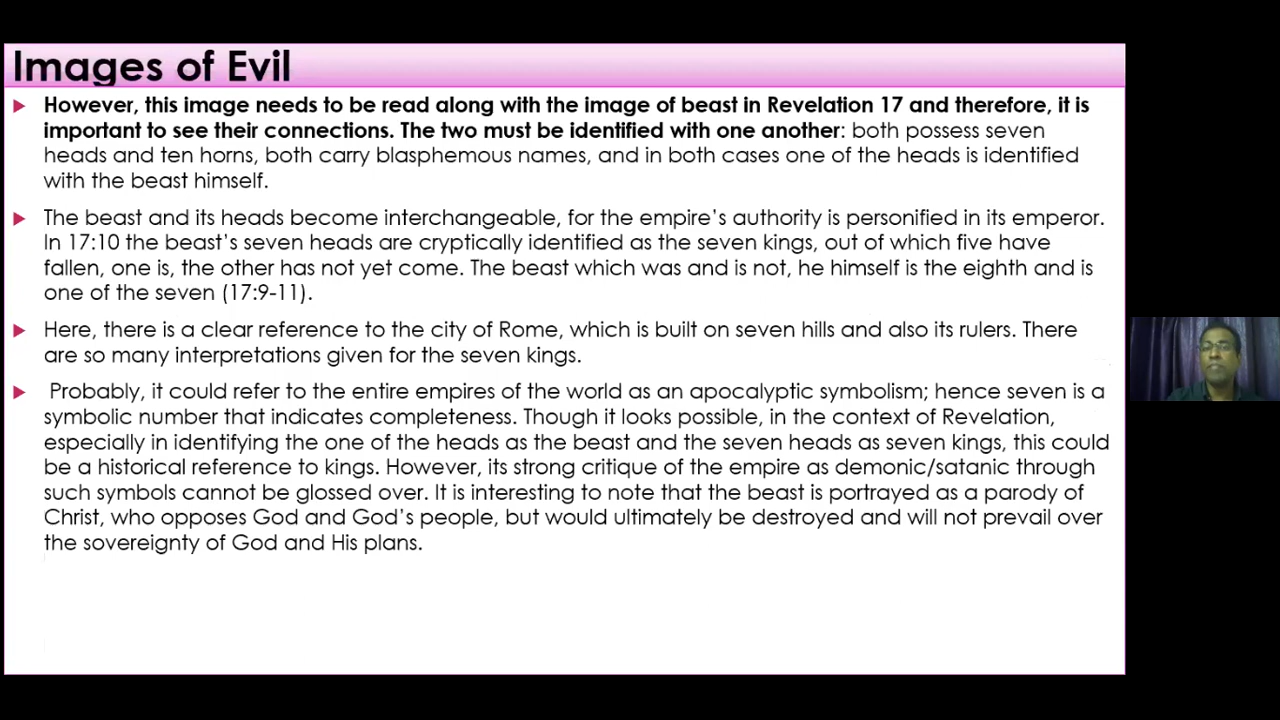 Images of Evil
However, this image needs to be read along with the image of beast in Revelation 17 and therefore, it is
important to see their connections. The two must be identified with one another: both possess seven
heads and ten horns, both carry blasphemous names, and in both cases one of the heads is identified
with the beast himself.
The beast and its heads become interchangeable, for the empire's authority is personified in its emperor.
In 17:10 the beast's seven heads are cryptically identified as the seven kings, out of which five have
fallen, one is, the other has not yet come. The beast which was and is not, he himself is the eighth and is
one of the seven (17:9-11).
Here, there is a clear reference to the city of Rome, which is built on seven hills and also its rulers. There
are so many interpretations given for the seven kings.
Probably, it could refer to the entire empires of the world as an apocalyptic symbolism; hence seven is a
symbolic number that indicates completeness. Though it looks possible, in the context of Revelation,
especially in identifying the one of the heads as the beast and the seven heads as seven kings, this could
be a historical reference to kings. However, its strong critique of the empire as demonic/satanic through
such symbols cannot be glossed over. It is interesting to note that the beast is portrayed as a parody of
Christ, who opposes God and God's people, but would ultimately be destroyed and will not prevail over
the sovereignty of God and His plans.